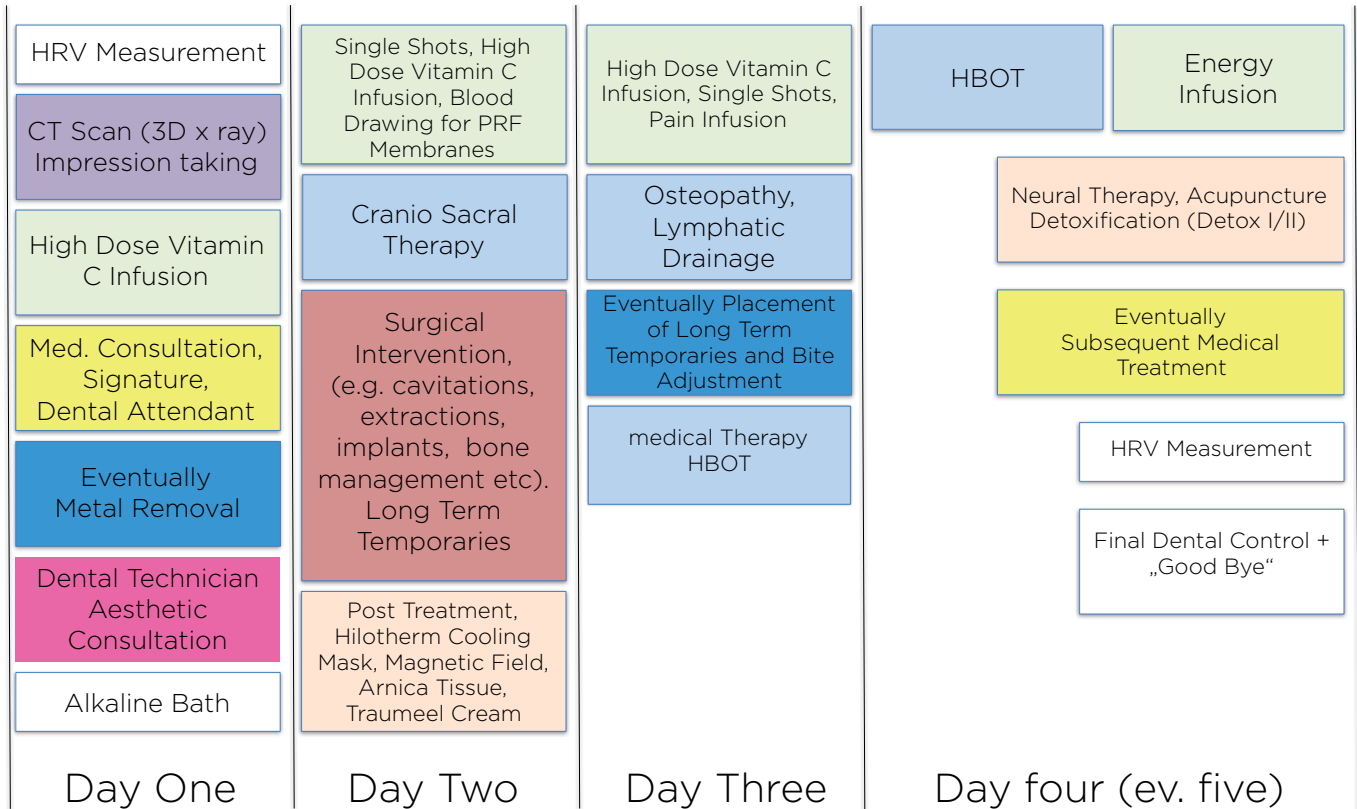 HRV Measurement
CT Scan (3D x ray)
Impression taking
High Dose Vitamin
C Infusion
Med. Consultation,
Signature,
Dental Attendant
Eventually
Metal Removal
Dental Technician
Aesthetic
Consultation
Alkaline Bath
Day One
Single Shots, High
Dose Vitamin C
Infusion, Blood
Drawing for PRF
Membranes
Cranio Sacral
Therapy
Surgical
Intervention,
(e.g. cavitations,
extractions,
implants, bone
management etc).
Long Term
Temporaries
Post Treatment,
Hilotherm Cooling
Mask, Magnetic Field,
Arnica Tissue,
Traumeel Cream
Day Two
High Dose Vitamin C
Infusion, Single Shots,
Pain Infusion
Osteopathy,
Lymphatic
Drainage
Eventually Placement
of Long Term
Temporaries and Bite
Adjustment
medical Therapy
HBOT
Day Three
HBOT
Energy
Infusion
Neural Therapy, Acupuncture
Detoxification (Detox I/II)
Eventually
Subsequent Medical
Treatment
HRV Measurement
Final Dental Control +
„Good Bye“
Day four (ev. five)